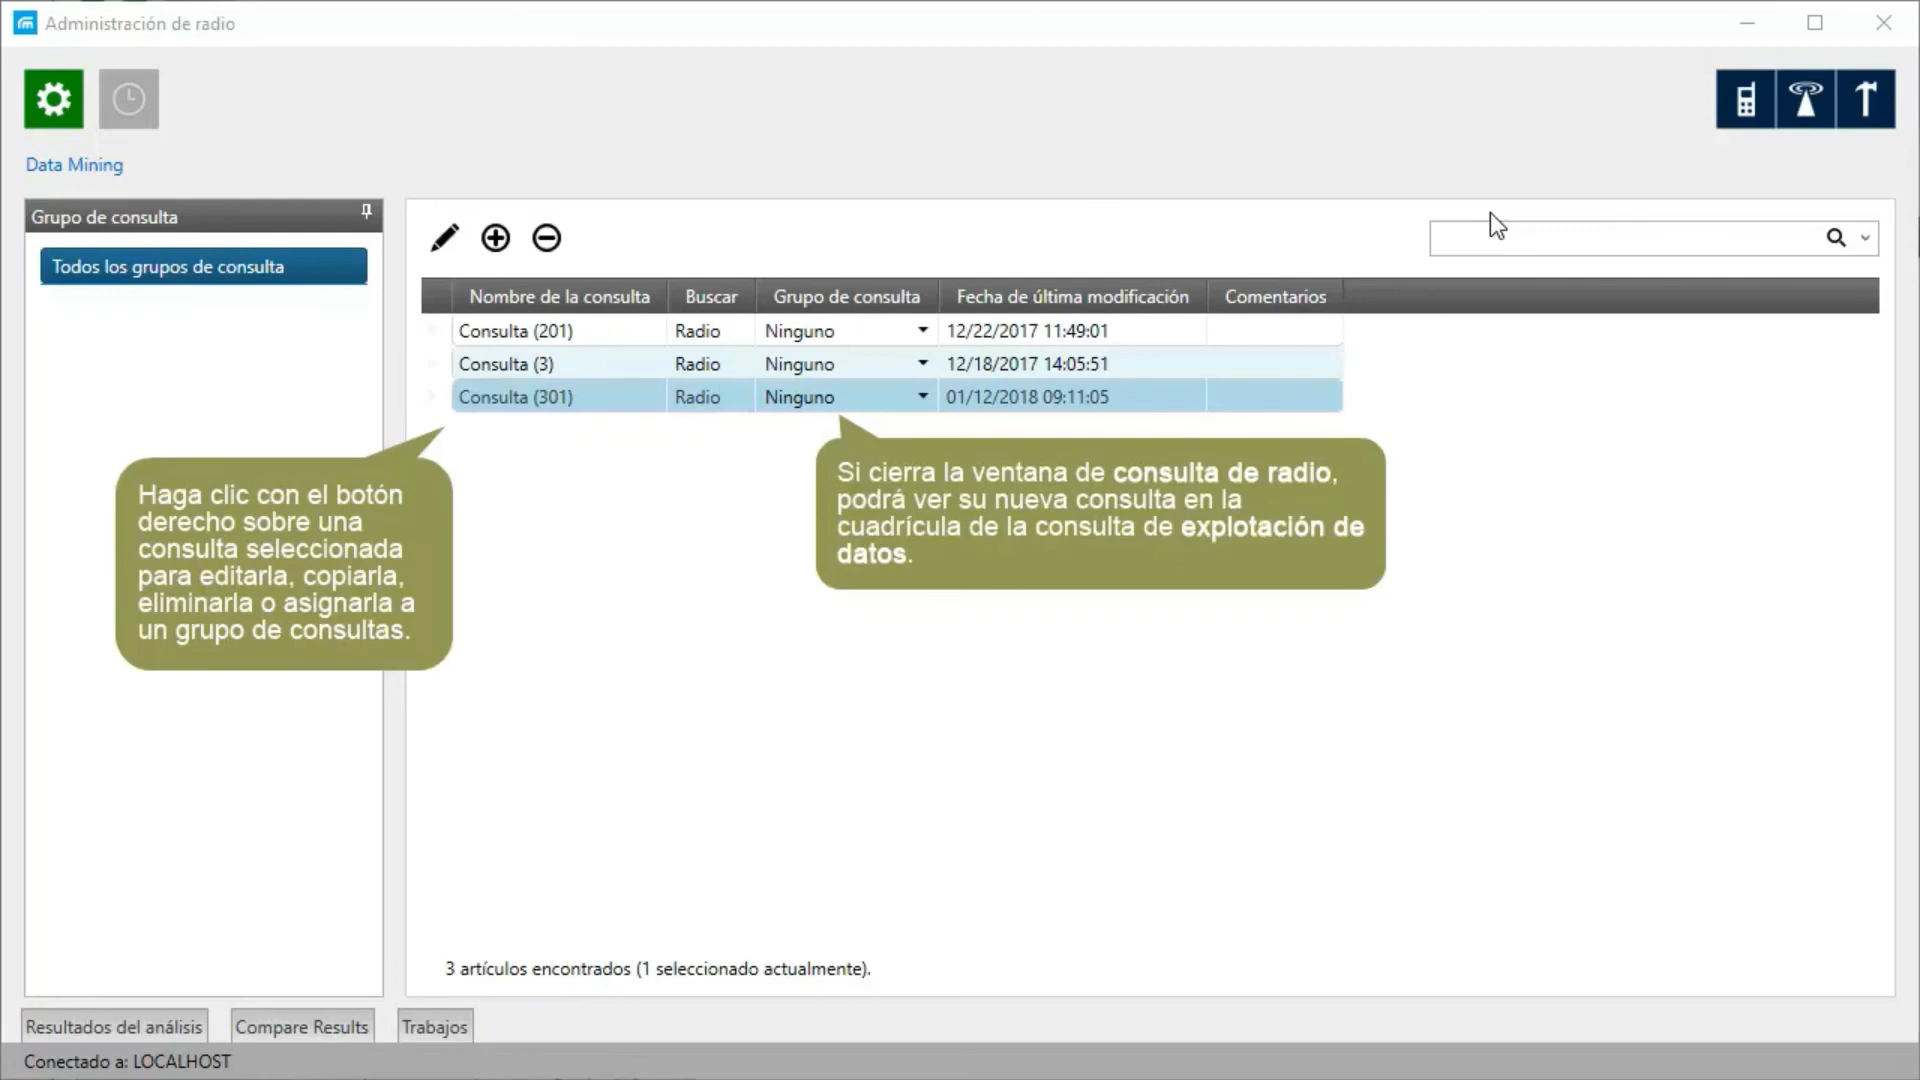 Administración de radio
Data Mining
Grupo de consulta
Todos los grupos de consulta
Nombre de la consulta Buscar Grupo de consulta Fecha de última modificación Comentarios
Consulta (201) Radio Ninguno 12/22/2017 11:49:01
Consulta (3) Radio Ninguno 12/18/2017 14:05:51
Consulta (301) Radio Ninguno 01/12/2018 09:11:05
Haga clic con el botón
derecho sobre una
consulta seleccionada
para editarla, copiarla,
eliminarla o asignarla a
un grupo de consultas.
Si cierra la ventana de consulta de radio,
podrá ver su nueva consulta en la
cuadrícula de la consulta de explotación de
datos.
3 artículos encontrados (1 seleccionado actualmente).
Resultados del análisis Compare Results Trabajos
Conectado a: LOCALHOST